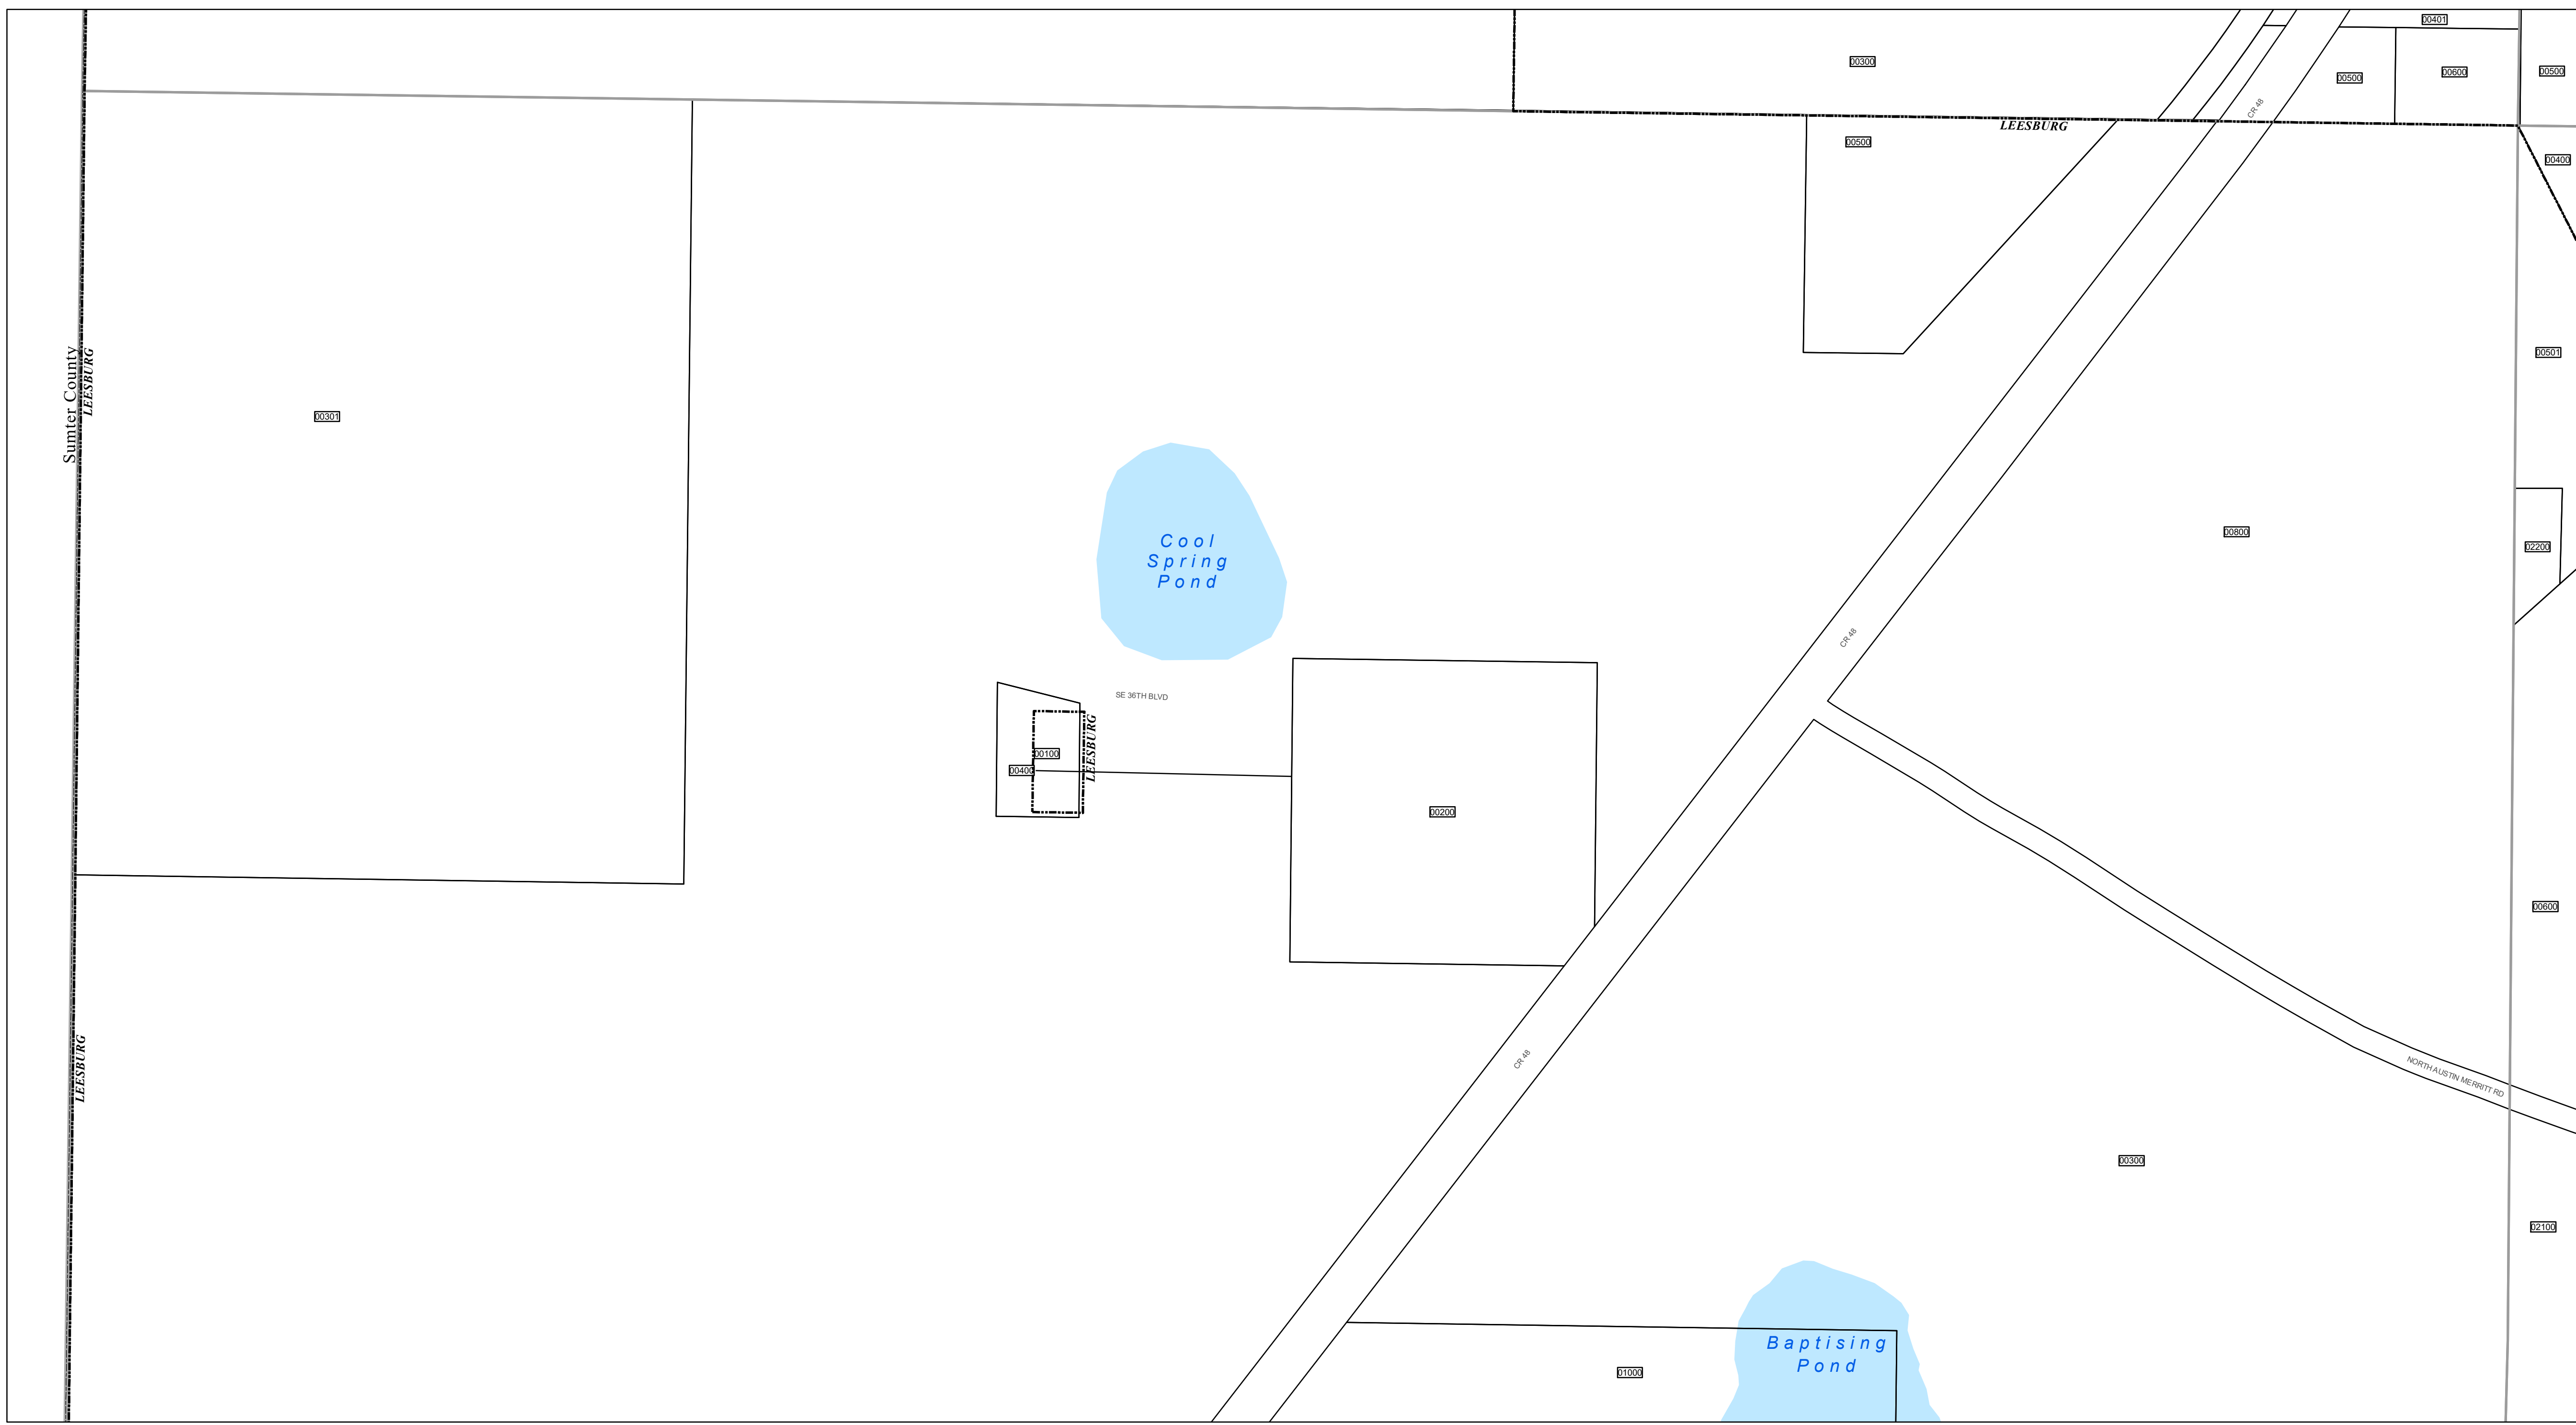 00401
00300
00500
00600
00500
CR 48
LEESBURG
00500
00400
Sumter County
LEESBURG
00301
00501
00800
02200
Cool
Spring
Pond
CR 48
SE 36TH BLVD
LEESBURG
00100
00400
00200
00600
LEESBURG
CR 48
NORTH AUSTIN MERRITT RD
00300
02100
Baptising
Pond
01000